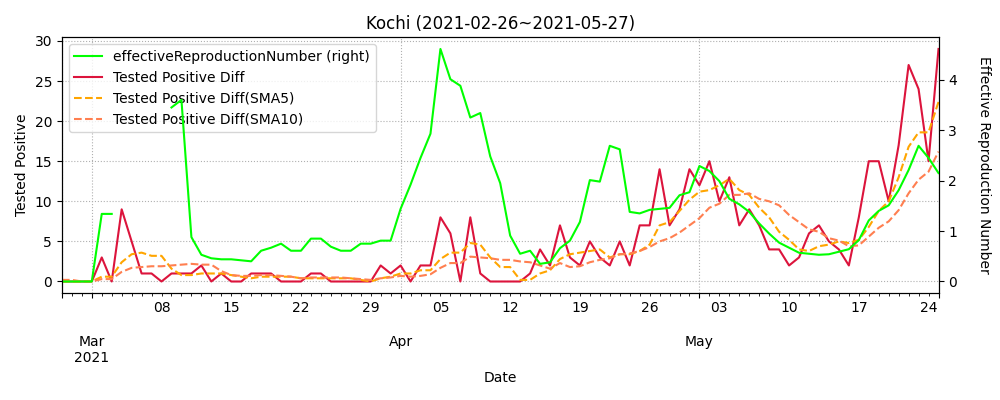 Kochi (2021-02-26~2021-05-27)
effectiveReproductionNumber (right)
Tested Positive Diff
Tested Positive Diff(SMA5)
Tested Positive Diff(SMA10)
Tested Positive
30
25
20
15
10
5
0
Effective Reproduction Number
4
3
2
1
0
08 15 22 29 05 12 19 26 03 10 17 24
Mar Apr May
2021
Date